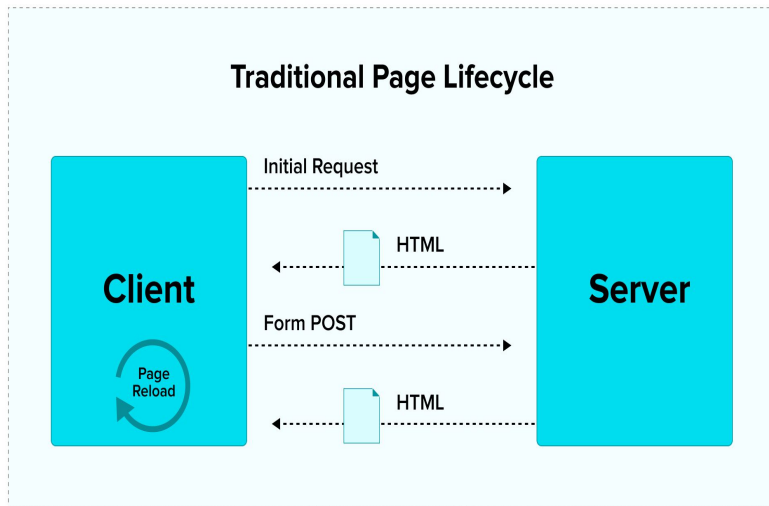 Traditional Page Lifecycle
Initial Request
HTML
Client
Server
Form POST
Page
Reload
HTML